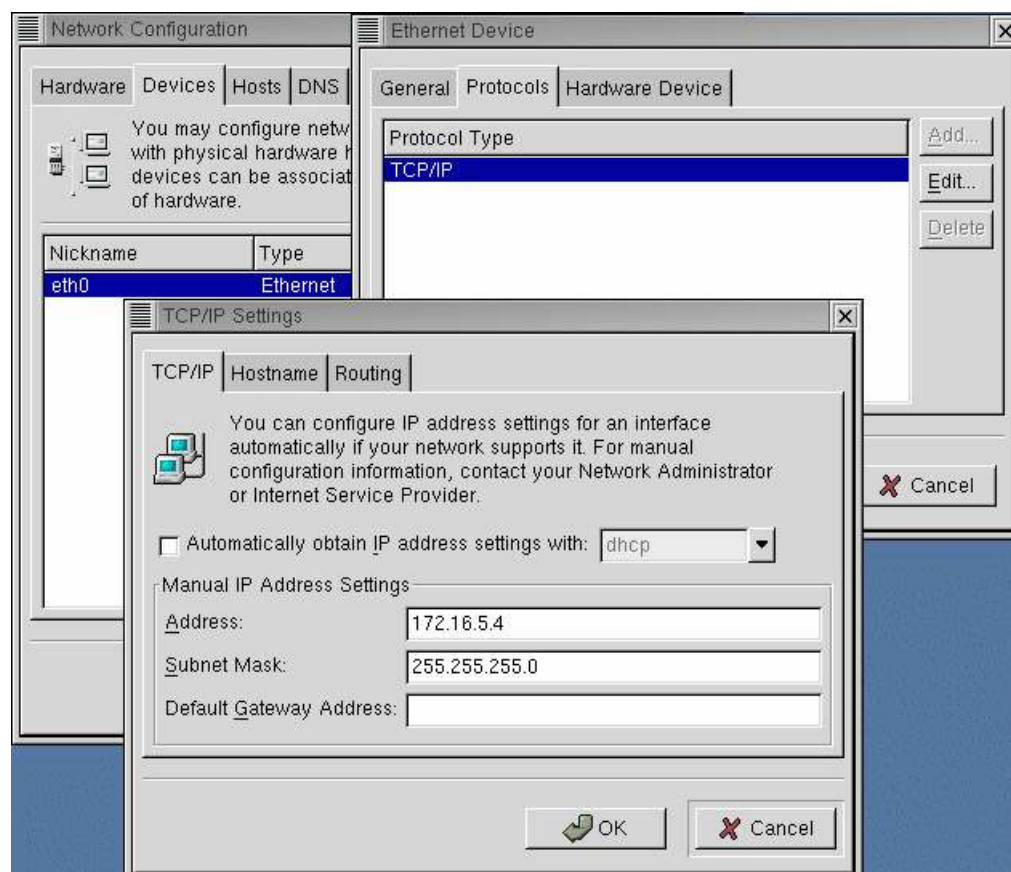 Network Configuration
Hardware
Devices
Hosts
DNS
You may configure netw
with physical hardware h
devices can be associat
of hardware.
Nickname
Type
eth0
Ethernet
Ethernet Device
General
Protocols
Hardware Device
Protocol Type
TCP/IP
Add...
Edit...
Delete
Cancel
TCP/IP Settings
TCP/IP
Hostname
Routing
You can configure IP address settings for an interface
automatically if your network supports it. For manual
configuration information, contact your Network Administrator
or Internet Service Provider.
Automatically obtain IP address settings with: dhcp
Manual IP Address Settings
Address: 172.16.5.4
Subnet Mask: 255.255.255.0
Default Gateway Address:
OK
Cancel